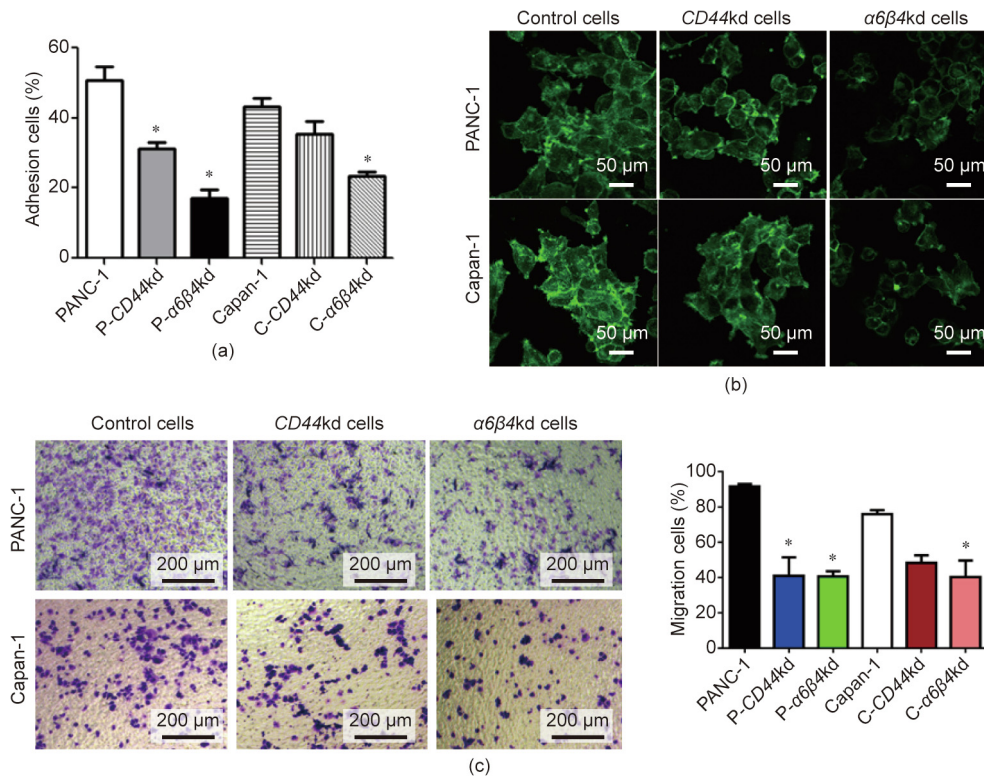 60
40
20
0
Adhesion cells (%)
*
*
*
PANC-1
P-CD44kd
P-α6β4kd
Capan-1
C-CD44kd
C-α6β4kd
(a)
Control cells
CD44kd cells
α6β4kd cells
PANC-1
50 μm
50 μm
50 μm
Capan-1
50 μm
50 μm
50 μm
(b)
Control cells
CD44kd cells
α6β4kd cells
PANC-1
200 μm
200 μm
200 μm
Capan-1
200 μm
200 μm
200 μm
100
80
60
40
20
0
Migration cells (%)
*
*
*
PANC-1
P-CD44kd
P-α6β4kd
Capan-1
C-CD44kd
C-α6β4kd
(c)